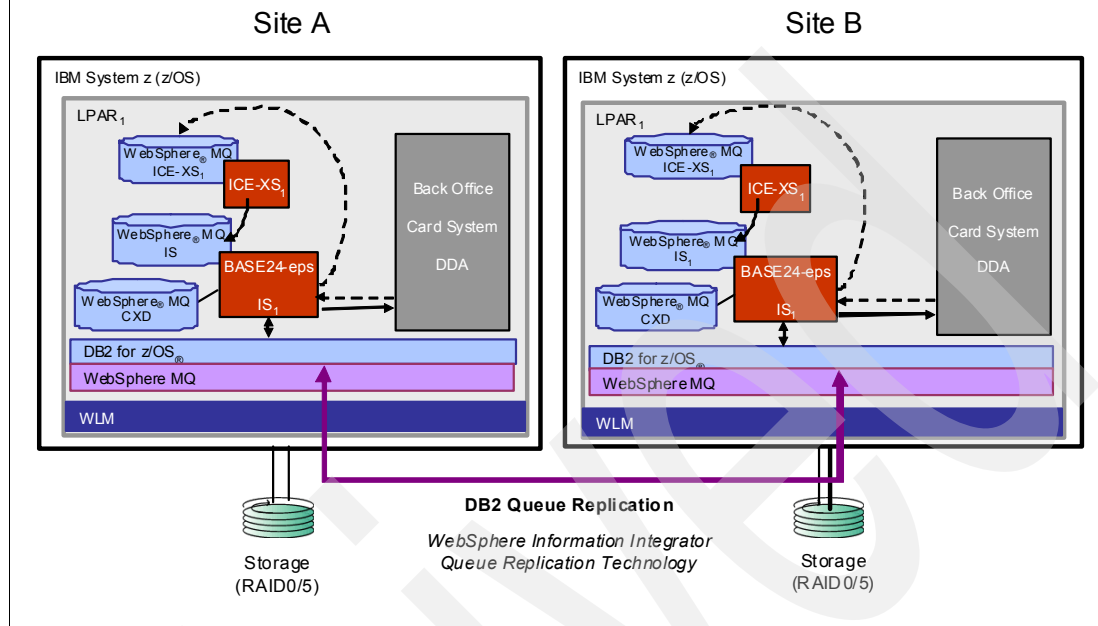 Site A
Site B
IBM System z (z/OS)
LPAR1
WebSphere® MQ
ICE-XS1
ICE-XS1
WebSphere® MQ
IS
BASE24-eps
IS1
WebSphere® MQ
CXD
Back Office
Card System
DDA
DB2 for z/OS®
WebSphere MQ
WLM
IBM System z (z/OS)
LPAR1
WebSphere® MQ
ICE-XS1
ICE-XS1
WebSphere® MQ
IS1
BASE24-eps
IS1
WebSphere® MQ
CXD
Back Office
Card System
DDA
DB2 for z/OS®
WebSphere MQ
WLM
DB2 Queue Replication
WebSphere Information Integrator
Queue Replication Technology
Storage
(RAID0/5)
Storage
(RAID0/5)